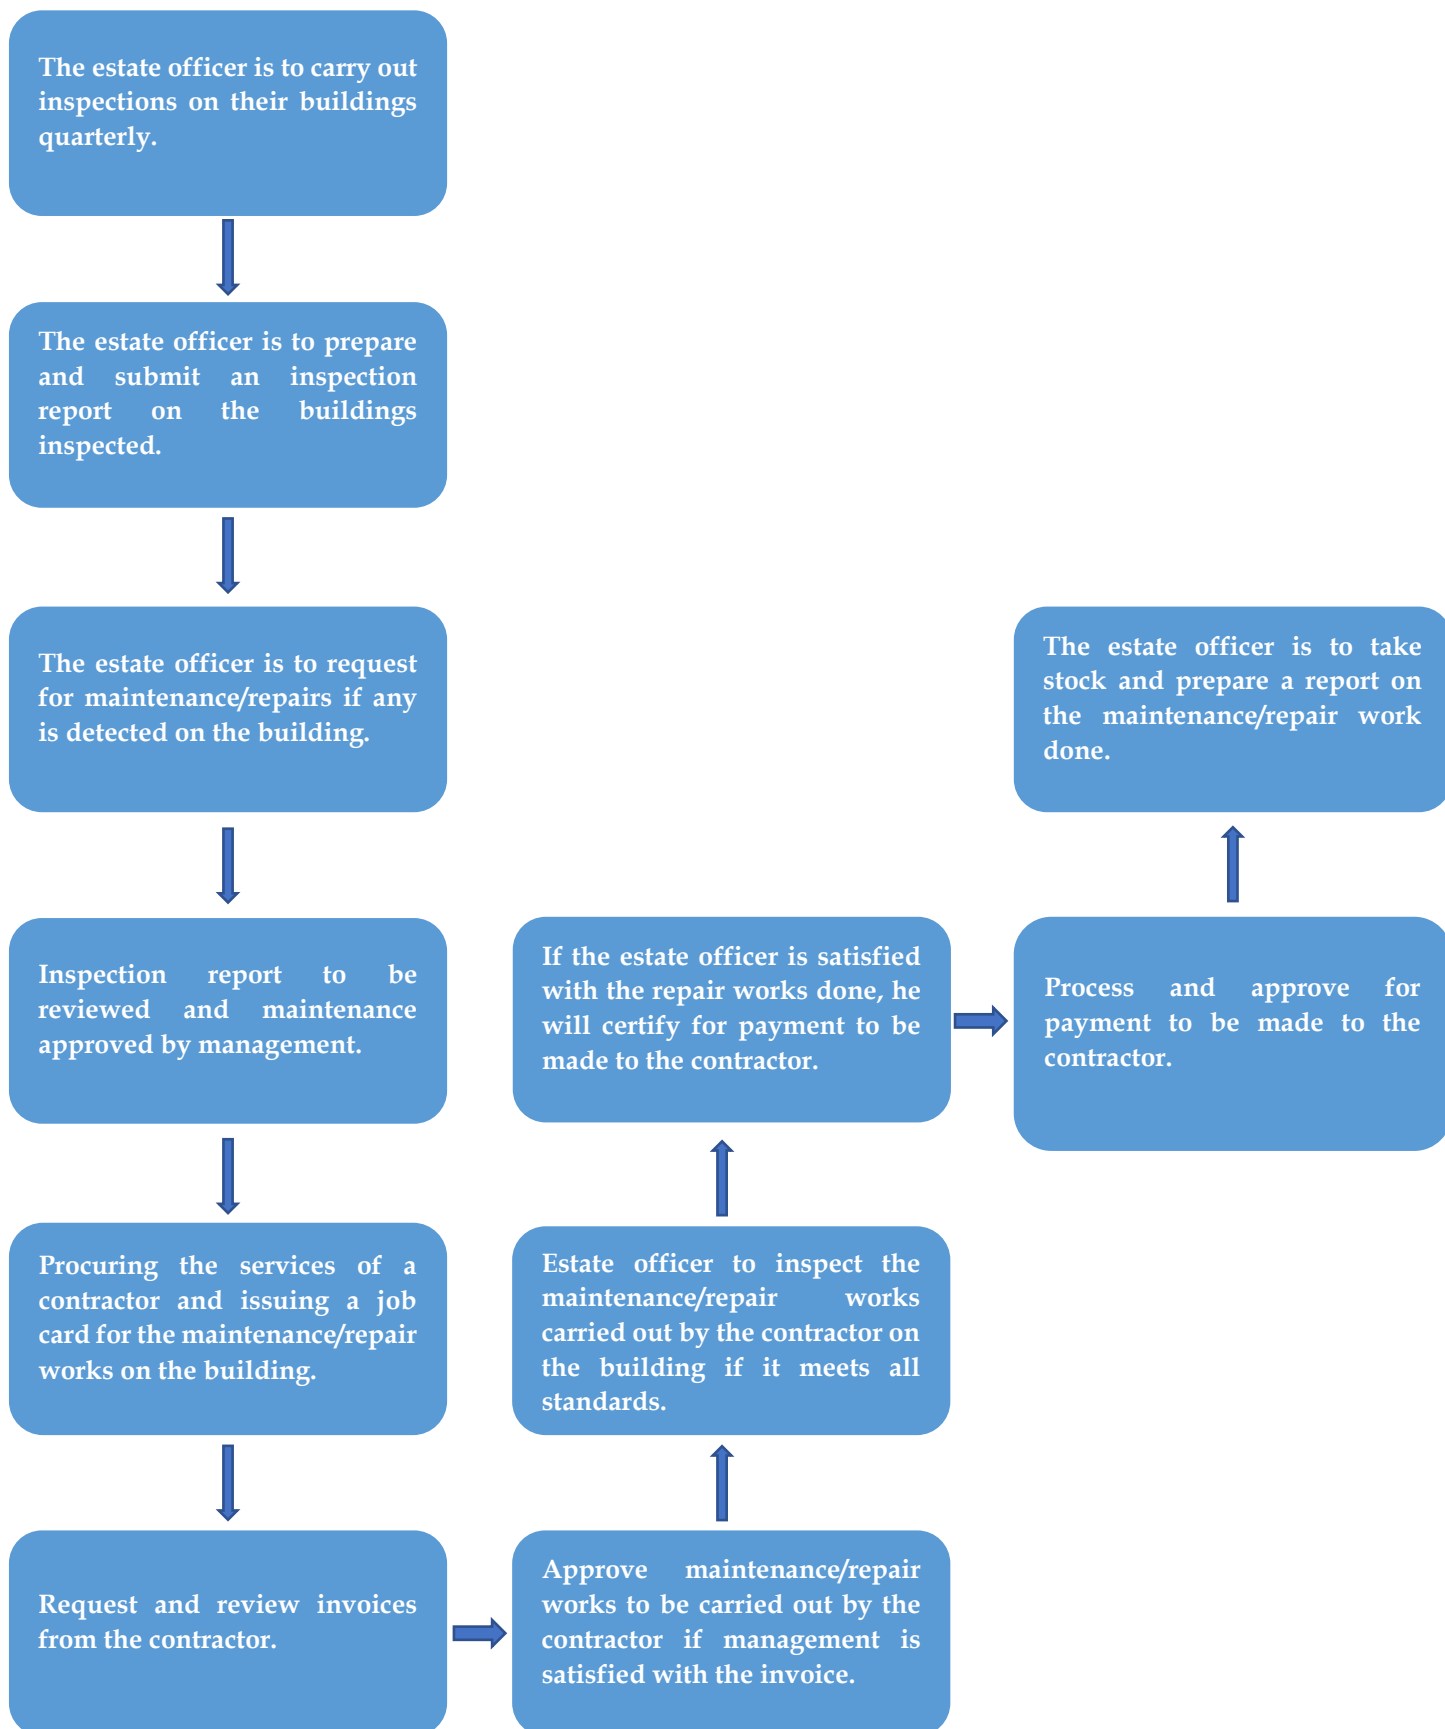 The estate officer is to carry out
inspections on their buildings
quarterly.
The estate officer is to prepare
and submit an inspection
report on the buildings
inspected.
The estate officer is to request
for maintenance/repairs if any
is detected on the building.
Inspection report to be
reviewed and maintenance
approved by management.
Procuring the services of a
contractor and issuing a job
card for the maintenance/repair
works on the building.
Request and review invoices
from the contractor.
Approve maintenance/repair
works to be carried out by the
contractor if management is
satisfied with the invoice.
Estate officer to inspect the
maintenance/repair works
carried out by the contractor on
the building if it meets all
standards.
If the estate officer is satisfied
with the repair works done, he
will certify for payment to be
made to the contractor.
Process and approve for
payment to be made to the
contractor.
The estate officer is to take
stock and prepare a report on
the maintenance/repair work
done.